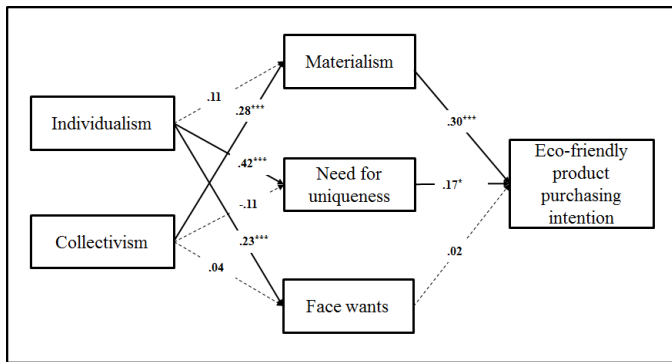 Materialism
.11
.28***
Individualism
.30***
Eco-friendly
product
purchasing
intention
.42***
Need for
uniqueness
.17*
-.11
Collectivism
.23***
.04
.02
Face wants